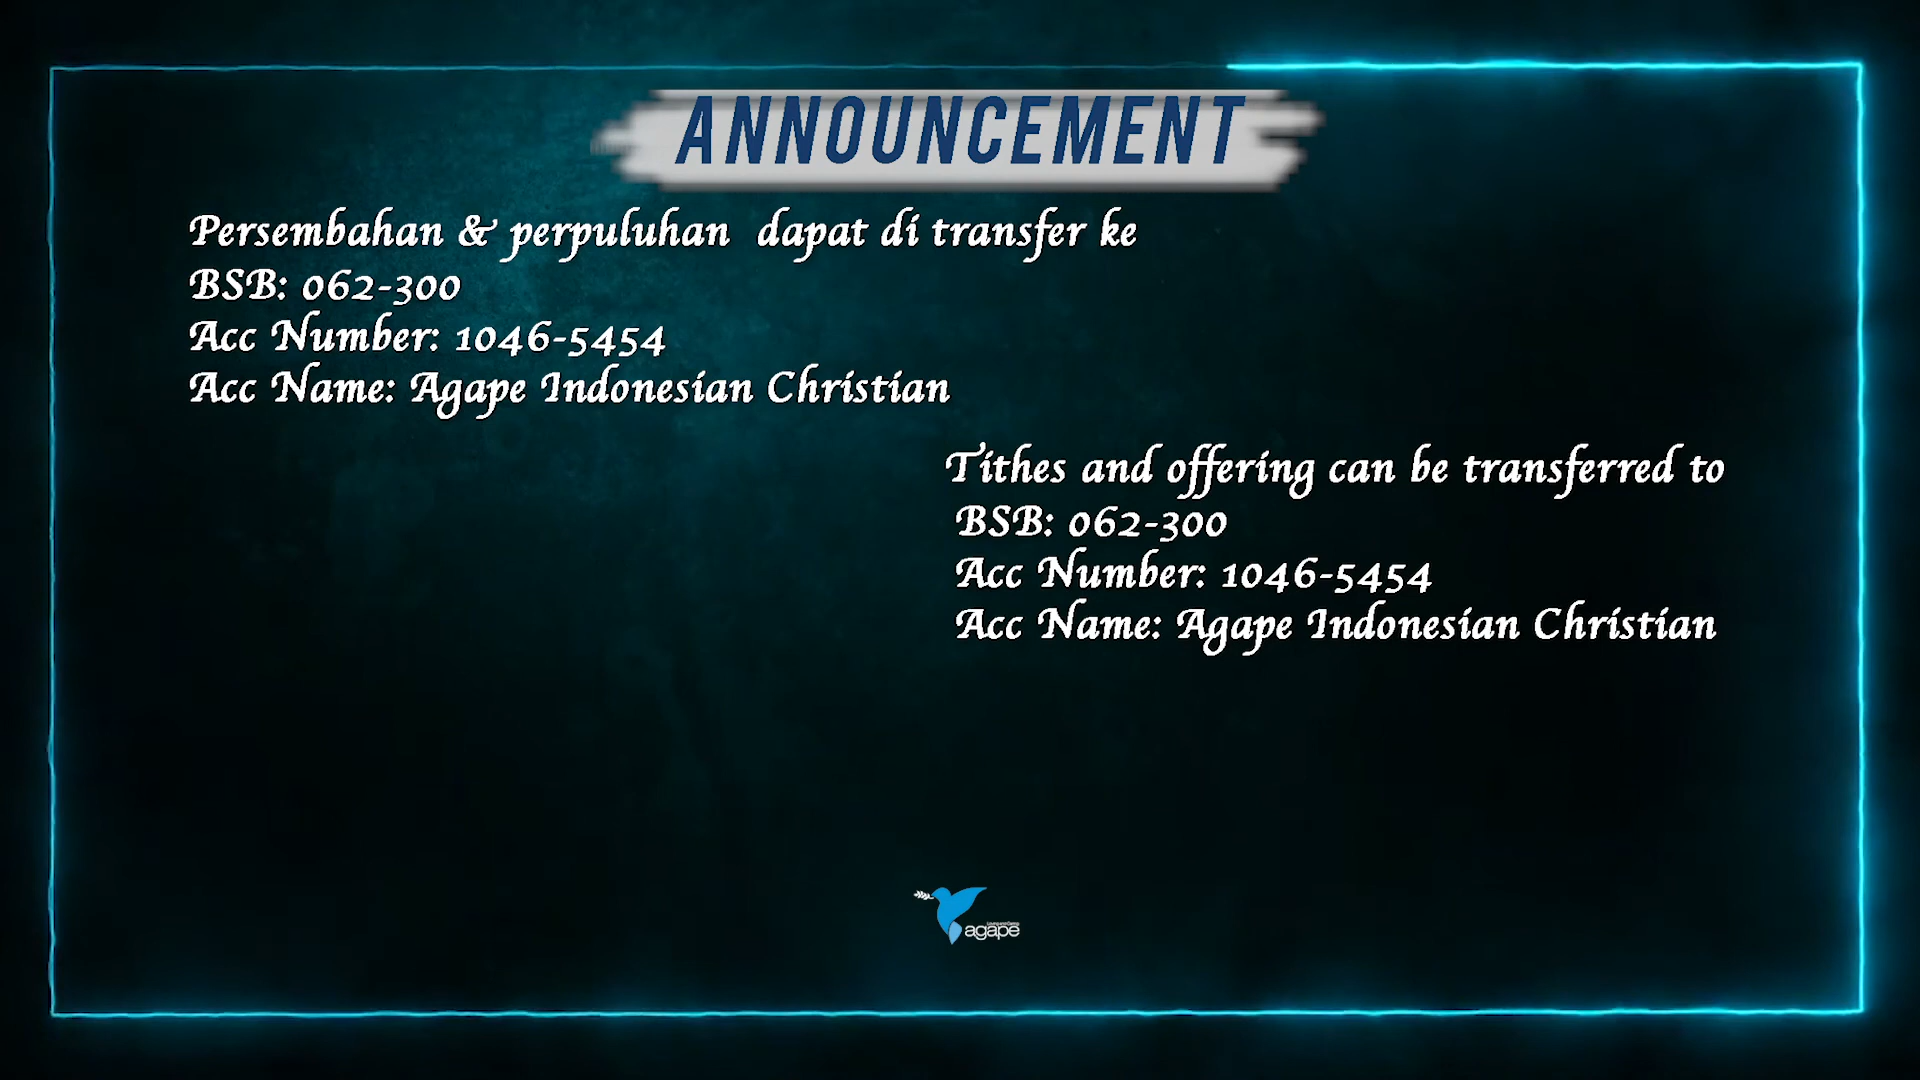 ANNOUNCEMENT
Persembahan & perpuluhan dapat di transfer ke
BSB: 062-300
Acc Number: 1046-5454
Acc Name: Agape Indonesian Christian
Tithes and offering can be transferred to
BSB: 062-300
Acc Number: 1046-5454
Acc Name: Agape Indonesian Christian
agape